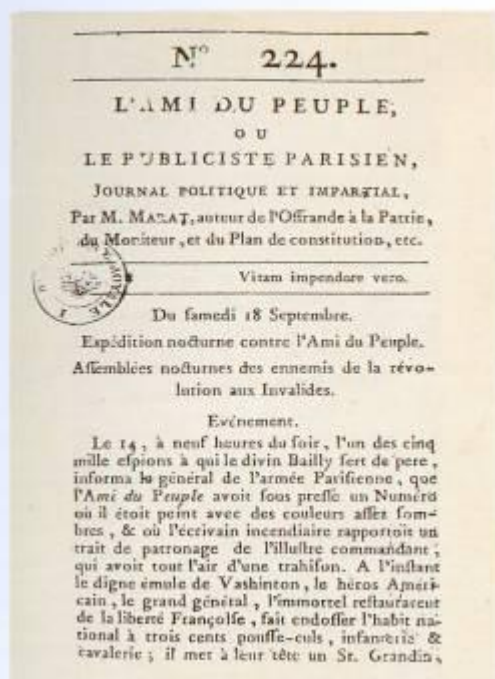 N° 224.
L'AMI DU PEUPLE,
OU
LE PUBLICISTE PARISIEN,
JOURNAL POLITIQUE ET IMPARTIAL,
Par M. MARAT, auteur de l'Offrande à la Patrie,
du Moniteur, et du Plan de constitution, etc.
Vitam impendere vero.
Du samedi 18 Septembre.
Expédition nocturne contre l'Ami du Peuple.
Assemblées nocturnes des ennemis de la révo-
lution aux Invalides.
Evénement.
Le 14, à neuf heures du soir, l'un des cinq
mille espions à qui le divin Bailly sert de pere,
informa le général de l'armée Parisienne, que
l'Ami du Peuple avoit sous presse un Numéro
où il étoit peint avec des couleurs assez som-
bres, & où l'écrivain incendiaire rapportoit un
trait de patronage de l'illustre commandant,
qui avoit tout l'air d'une trahison. A l'instant
le digne émule de Vashinton, le héros Améri-
cain, le grand général, l'immortel restaurateur
de la liberté Françoise, fait endosser l'habit na-
tional à trois cents pousse-culs, infanterie &
cavalerie; il met à leur tête un St. Grandin,